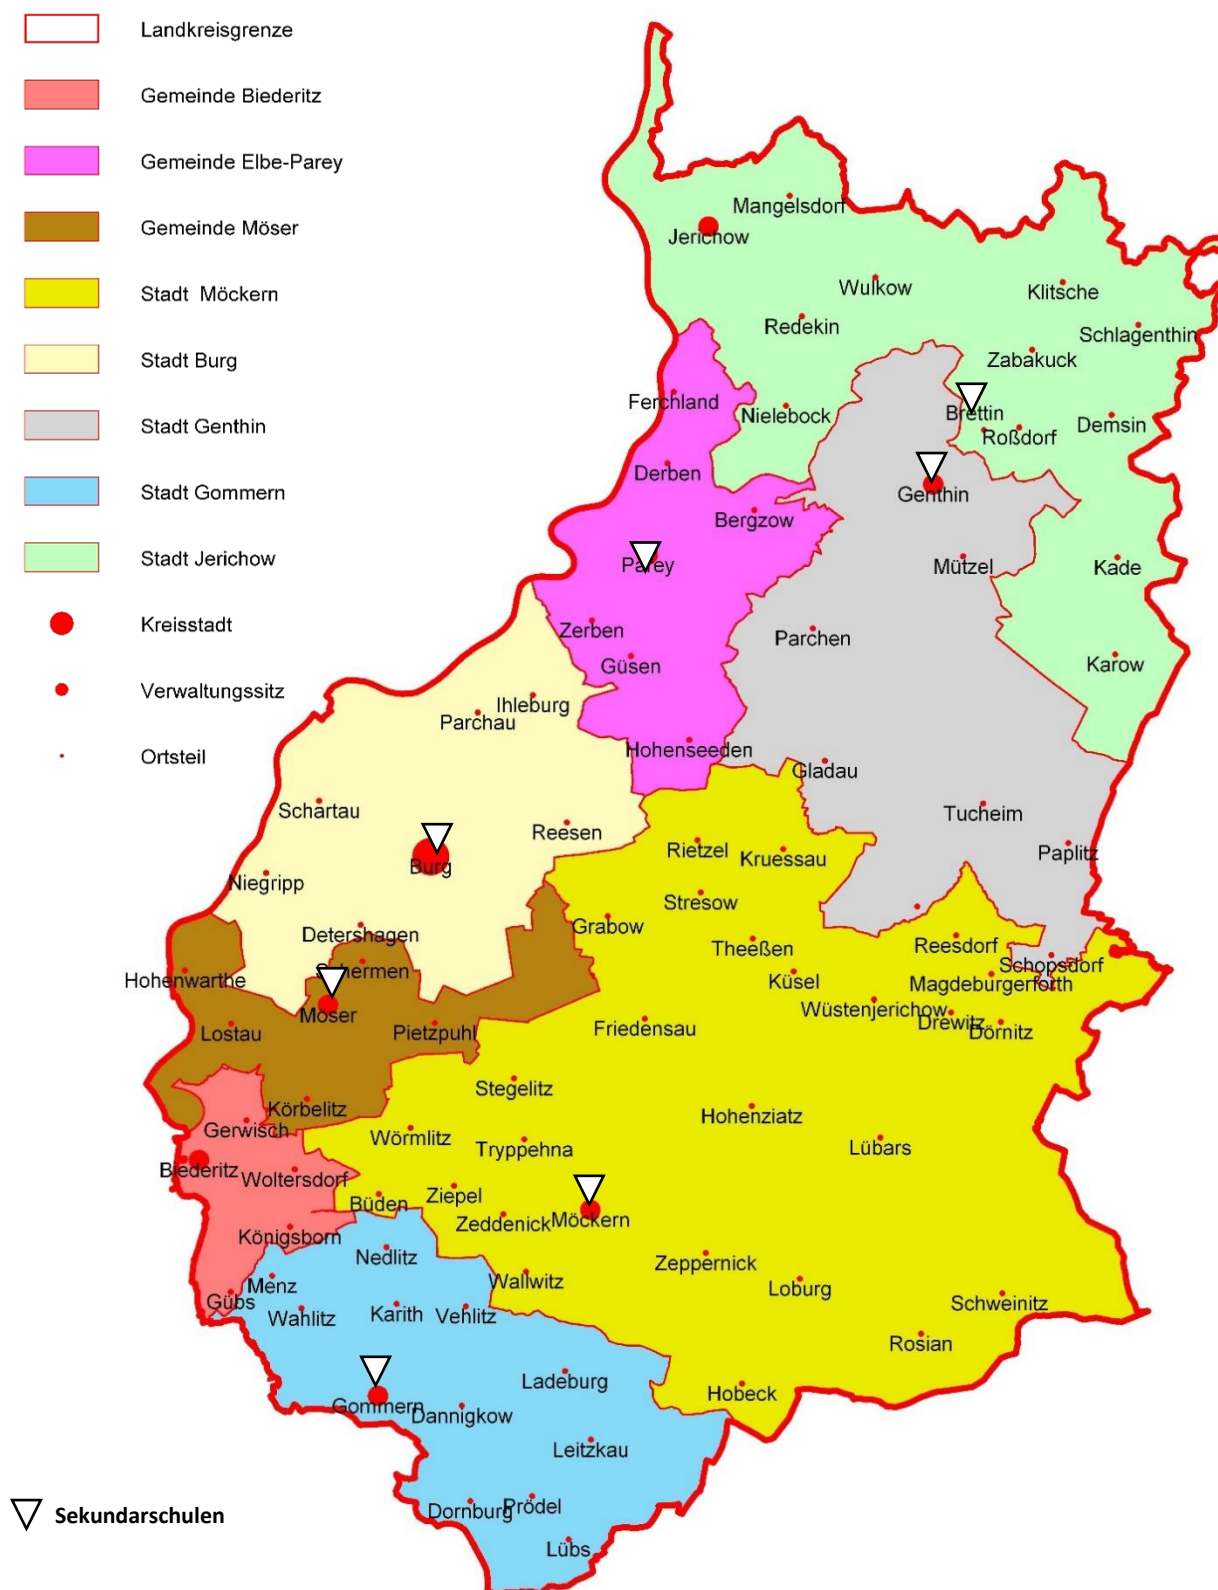 Landkreisgrenze
Gemeinde Biederitz
Gemeinde Elbe-Parey
Gemeinde Möser
Stadt Möckern
Stadt Burg
Stadt Genthin
Stadt Gommern
Stadt Jerichow
Kreisstadt
Verwaltungssitz
Ortsteil
Mangelsdorf
Jerichow
Wulkow
Klitsche
Redekin
Schlagenthin
Zabakuck
Ferchland
Nielebock
Brettin
Roßdorf
Demsin
Derben
Genthin
Bergzow
Parey
Mützel
Kade
Zerben
Parchen
Güsen
Karow
Ihleburg
Parchau
Hohenseeden
Gladau
Schartau
Tucheim
Reesen
Rietzel
Kruessau
Paplitz
Burg
Niegripp
Stresow
Grabow
Detershagen
Theeßen
Reesdorf
Schermen
Schopsdorf
Hohenwarthe
Küsel
Magdeburgerforth
Möser
Wüstenjerichow
Lostau
Pietzpuhl
Friedensau
Drewitz
Dörnitz
Stegelitz
Körbelitz
Hohenziatz
Gerwisch
Wörmlitz
Tryppehna
Lübars
Biederitz
Woltersdorf
Büden
Ziepel
Zeddenick
Möckern
Königsborn
Nedlitz
Zeppernick
Wallwitz
Menz
Loburg
Gübs
Wahlitz
Karith
Vehlitz
Schweinitz
Rosian
Ladeburg
Hobeck
Gommern
Dannigkow
Leitzkau
Dornburg
Prödel
Lübs
Sekundarschulen